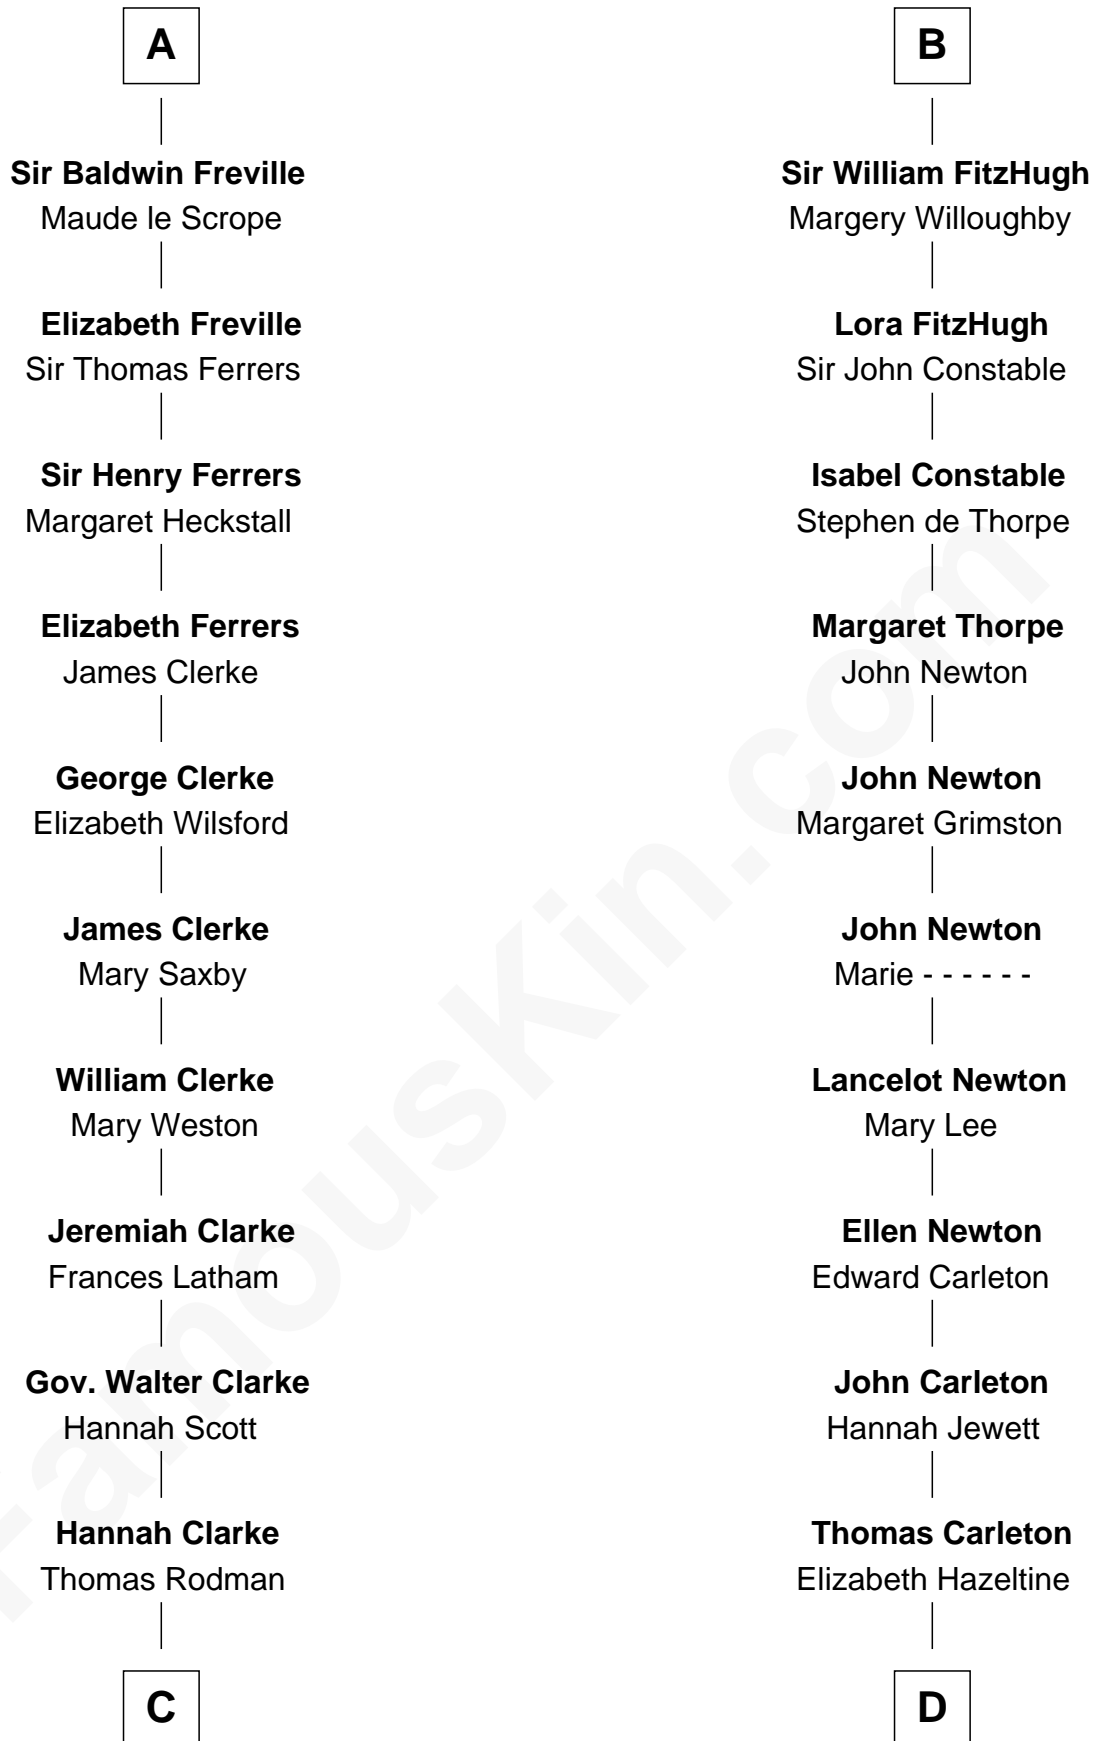 A
Sir Baldwin Freville
Maude le Scrope
Elizabeth Freville
Sir Thomas Ferrers
Sir Henry Ferrers
Margaret Heckstall
Elizabeth Ferrers
James Clerke
George Clerke
Elizabeth Wilsford
James Clerke
Mary Saxby
William Clerke
Mary Weston
Jeremiah Clarke
Frances Latham
Gov. Walter Clarke
Hannah Scott
Hannah Clarke
Thomas Rodman
C
B
Sir William FitzHugh
Margery Willoughby
Lora FitzHugh
Sir John Constable
Isabel Constable
Stephen de Thorpe
Margaret Thorpe
John Newton
John Newton
Margaret Grimston
John Newton
Marie - - - - - -
Lancelot Newton
Mary Lee
Ellen Newton
Edward Carleton
John Carleton
Hannah Jewett
Thomas Carleton
Elizabeth Hazeltine
D
FamousKin.com